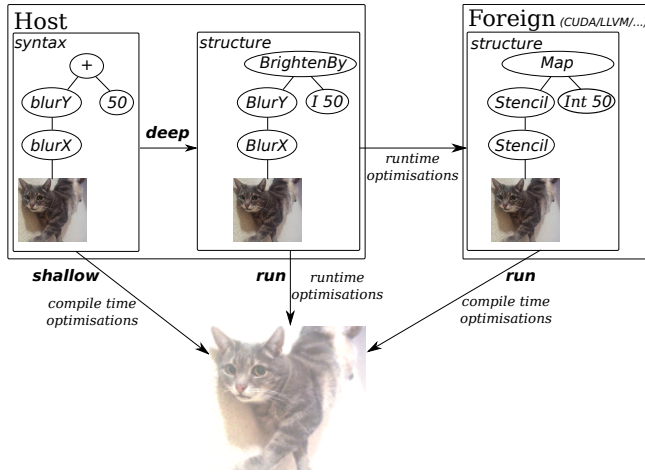 Host
Foreign (CUDA/LLVM/...)
syntax
+
blurY
50
blurX
deep
structure
BrightenBy
BlurY
I 50
BlurX
runtime
optimisations
structure
Map
Stencil
Int 50
Stencil
shallow
compile time
optimisations
run
runtime
optimisations
run
compile time
optimisations